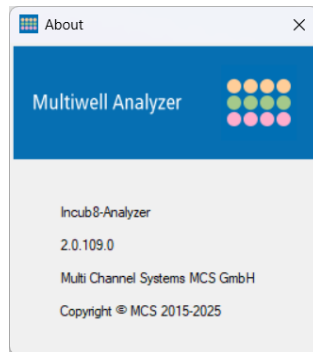 About
Multiwell Analyzer
Incub8-Analyzer
2.0.109.0
Multi Channel Systems MCS GmbH
Copyright © MCS 2015-2025